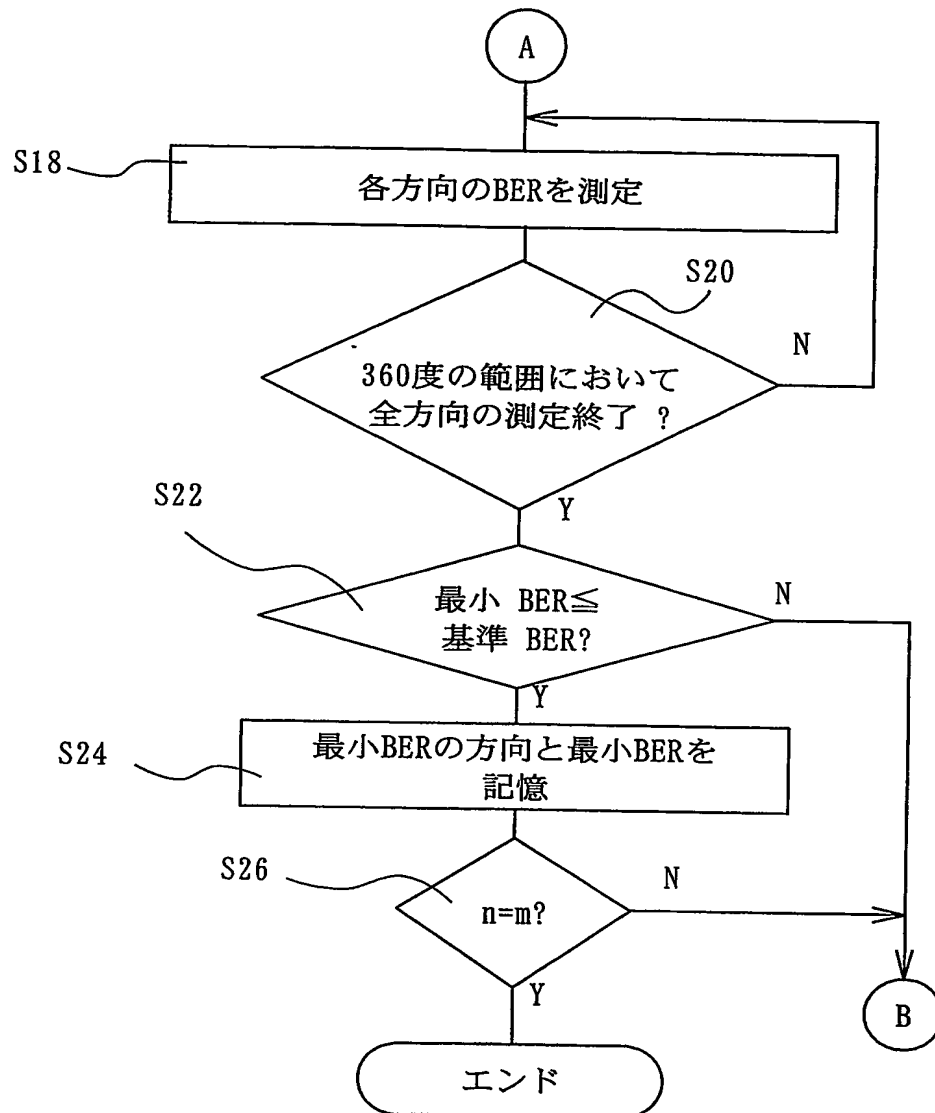 A
S18
各方向のBERを測定
S20
N
360度の範囲において
全方向の測定終了 ?
Y
S22
最小 BER≦
基準 BER?
N
Y
S24
最小BERの方向と最小BERを
記憶
S26
n=m?
N
Y
B
エンド